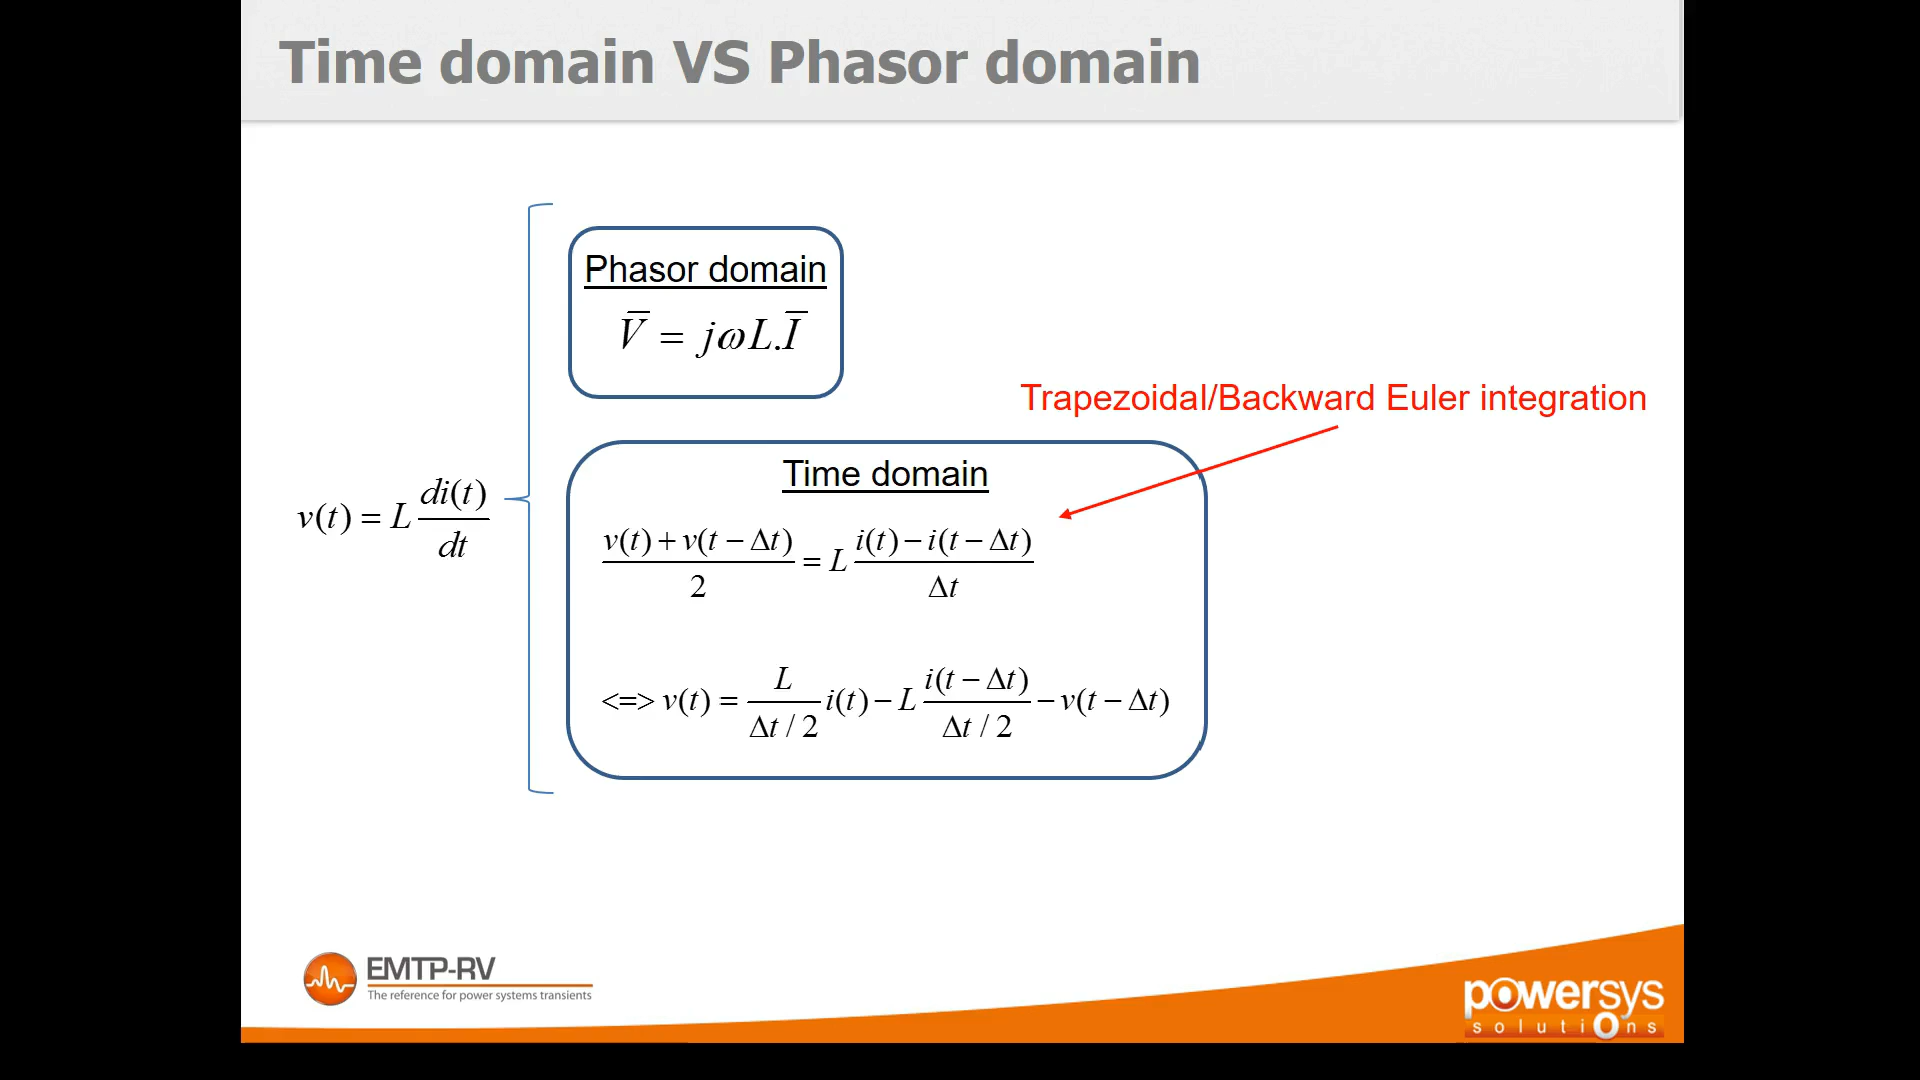 Time domain VS Phasor domain
Phasor domain
V̅ = jωL.I̅
Trapezoidal/Backward Euler integration
v(t) = L di(t)/dt
Time domain
(v(t) + v(t − Δt))/2 = L (i(t) − i(t − Δt))/Δt
<=> v(t) = L/(Δt / 2) i(t) − L i(t − Δt)/(Δt / 2) − v(t − Δt)
EMTP-RV
The reference for power systems transients
powersys
solutions